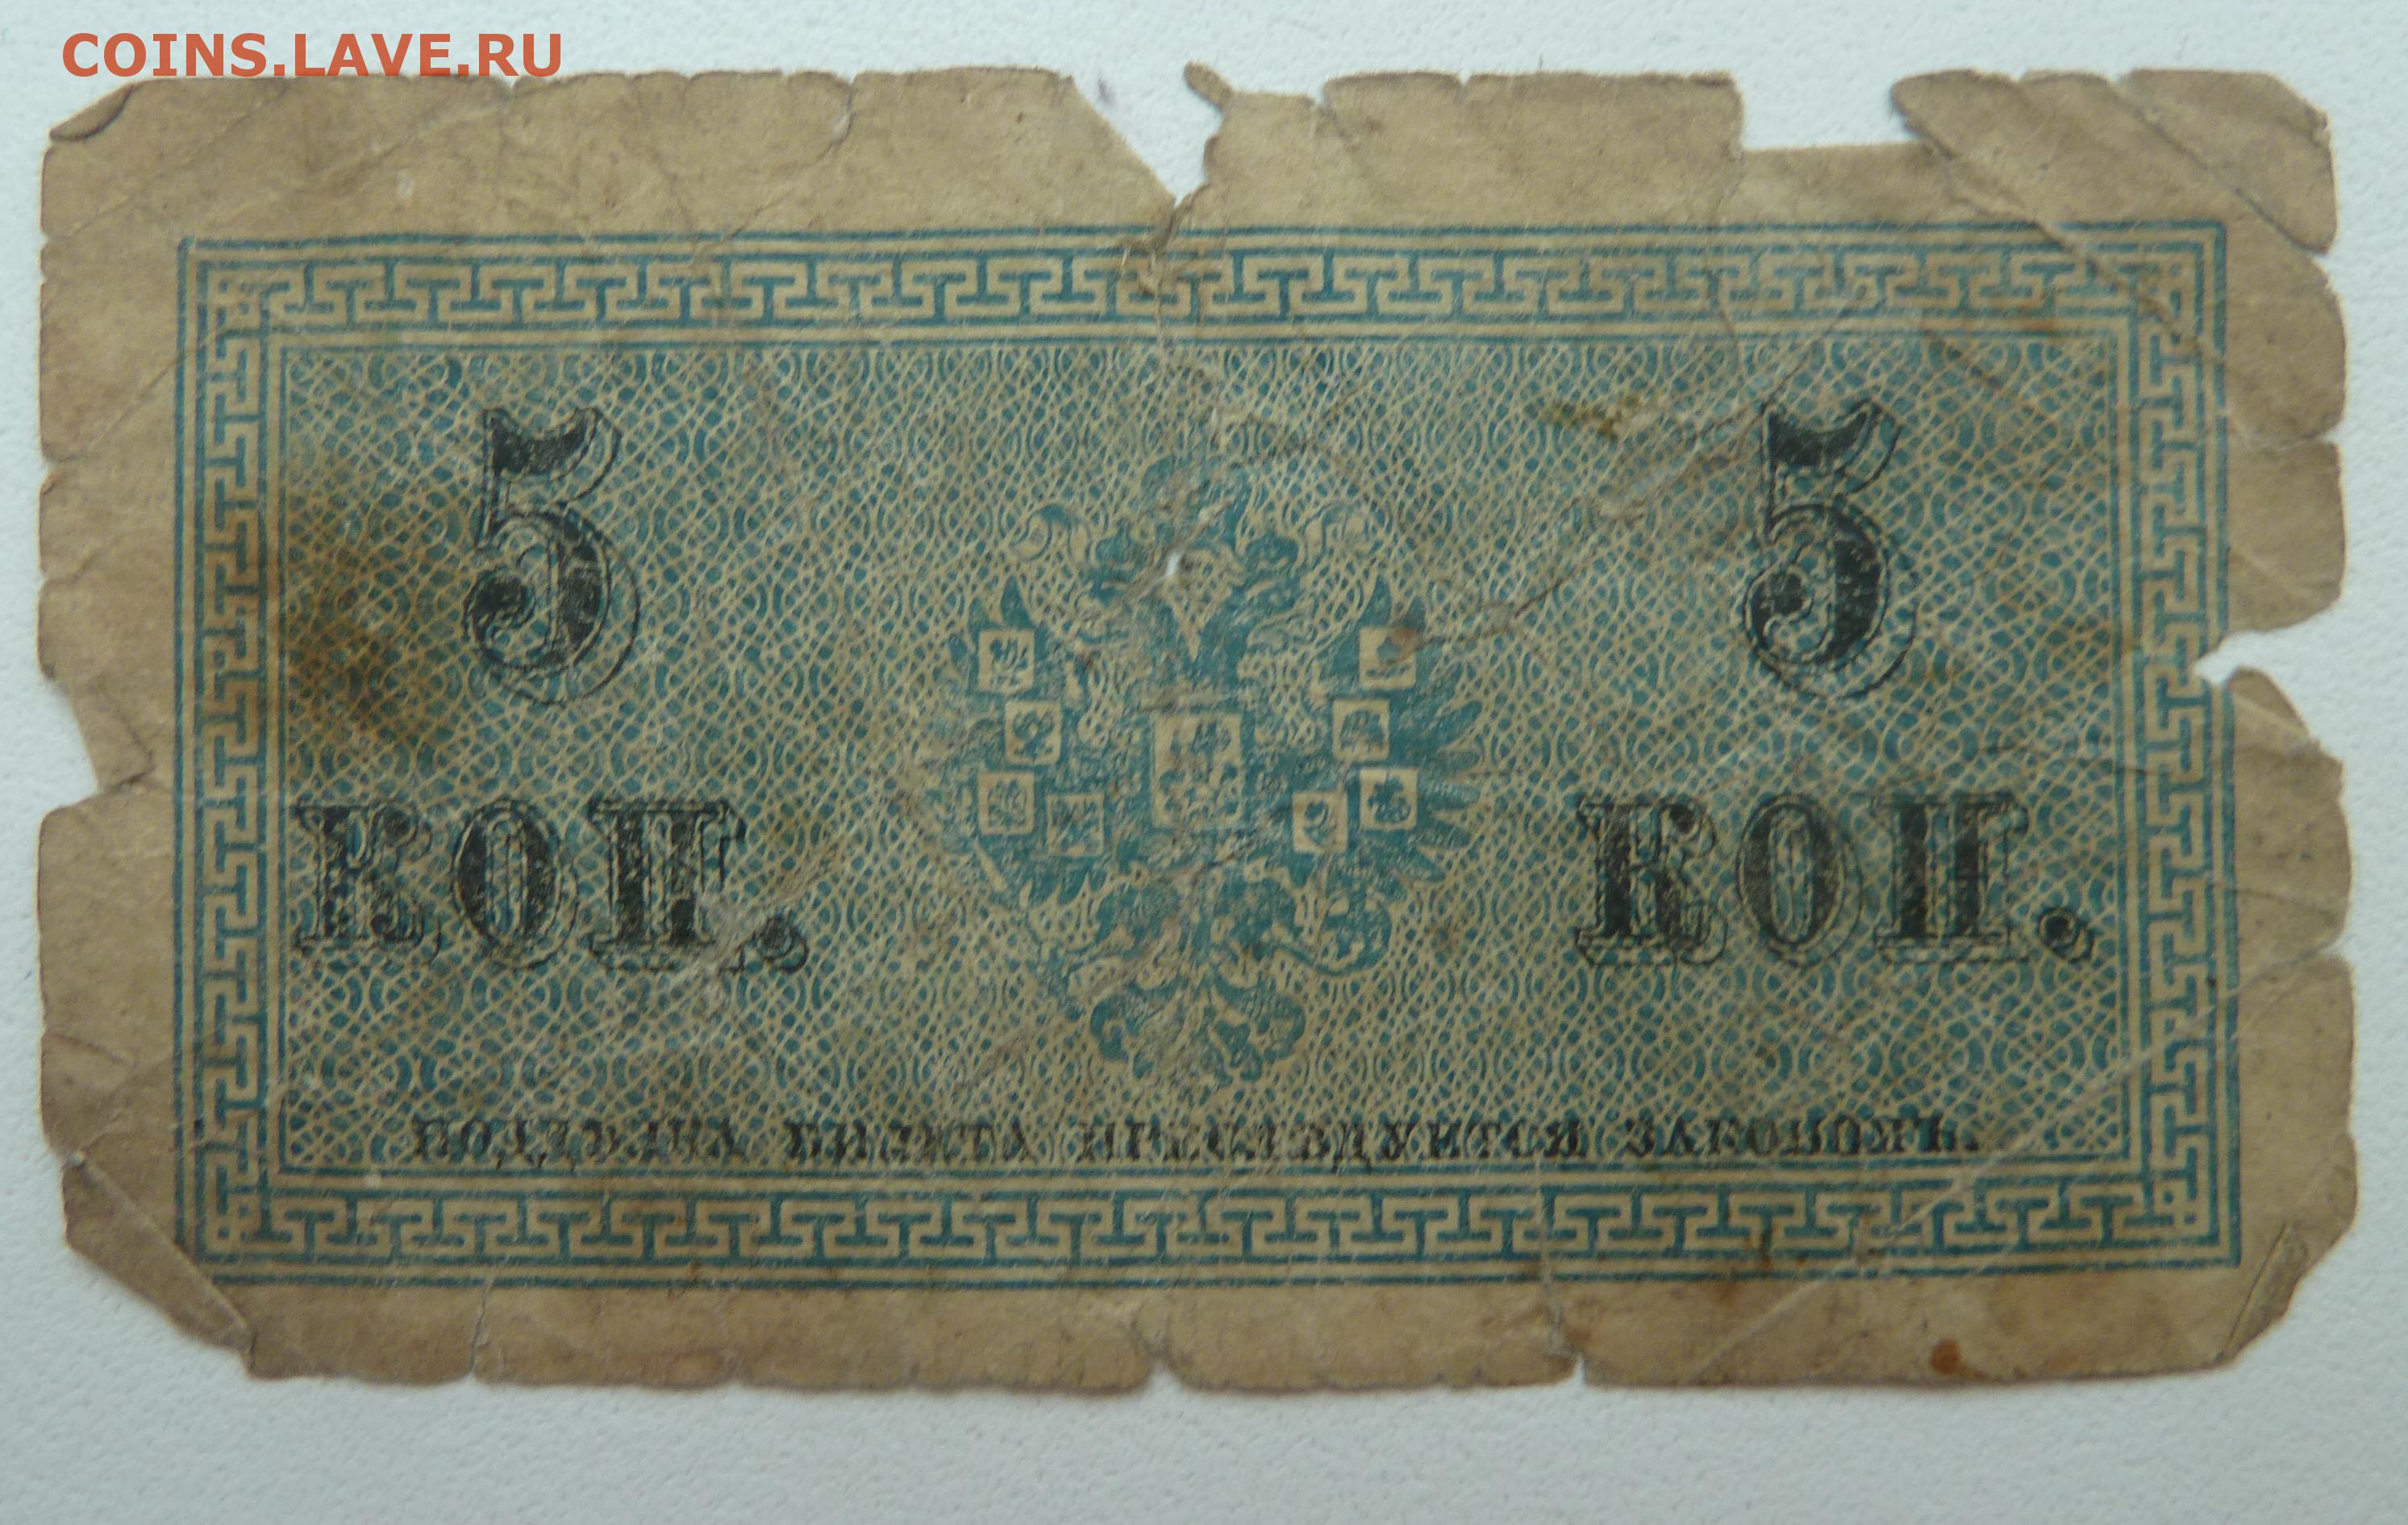 COINS.LAVE.RU
5 5
КОП. КОП.
ПОДДѢЛКА БИЛЕТА ПРЕСЛѢДУЕТСЯ ЗАКОНОМЪ.